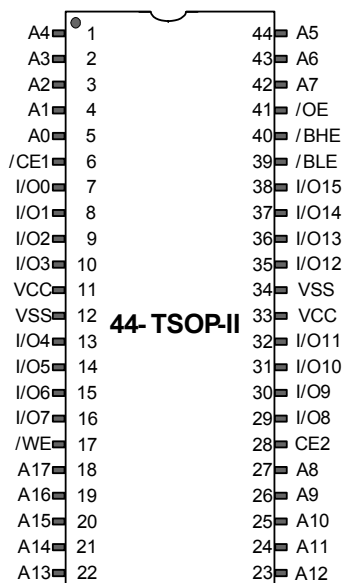 A4 1 44 A5
A3 2 43 A6
A2 3 42 A7
A1 4 41 /OE
A0 5 40 /BHE
/CE1 6 39 /BLE
I/O0 7 38 I/O15
I/O1 8 37 I/O14
I/O2 9 36 I/O13
I/O3 10 35 I/O12
VCC 11 34 VSS
VSS 12 33 VCC
44- TSOP-II
I/O4 13 32 I/O11
I/O5 14 31 I/O10
I/O6 15 30 I/O9
I/O7 16 29 I/O8
/WE 17 28 CE2
A17 18 27 A8
A16 19 26 A9
A15 20 25 A10
A14 21 24 A11
A13 22 23 A12